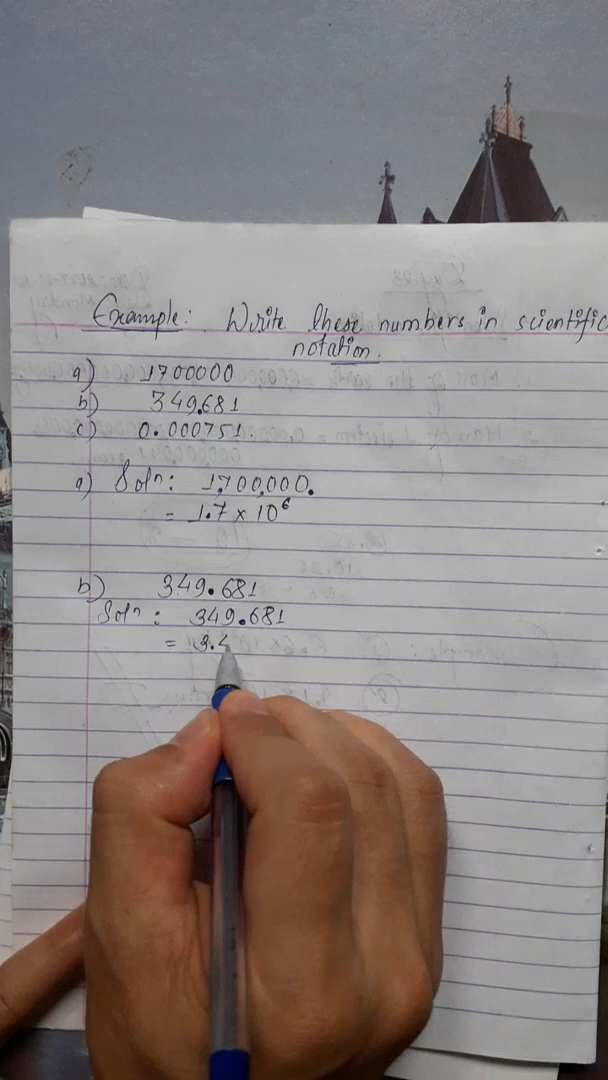 Example: Write these numbers in scientific
notation.
a) 1700000
b) 349.681
c) 0.000751.
a) Solⁿ: 1,700,000.
= 1.7 × 10⁶
b) 349.681
Solⁿ: 349.681
= 3.4